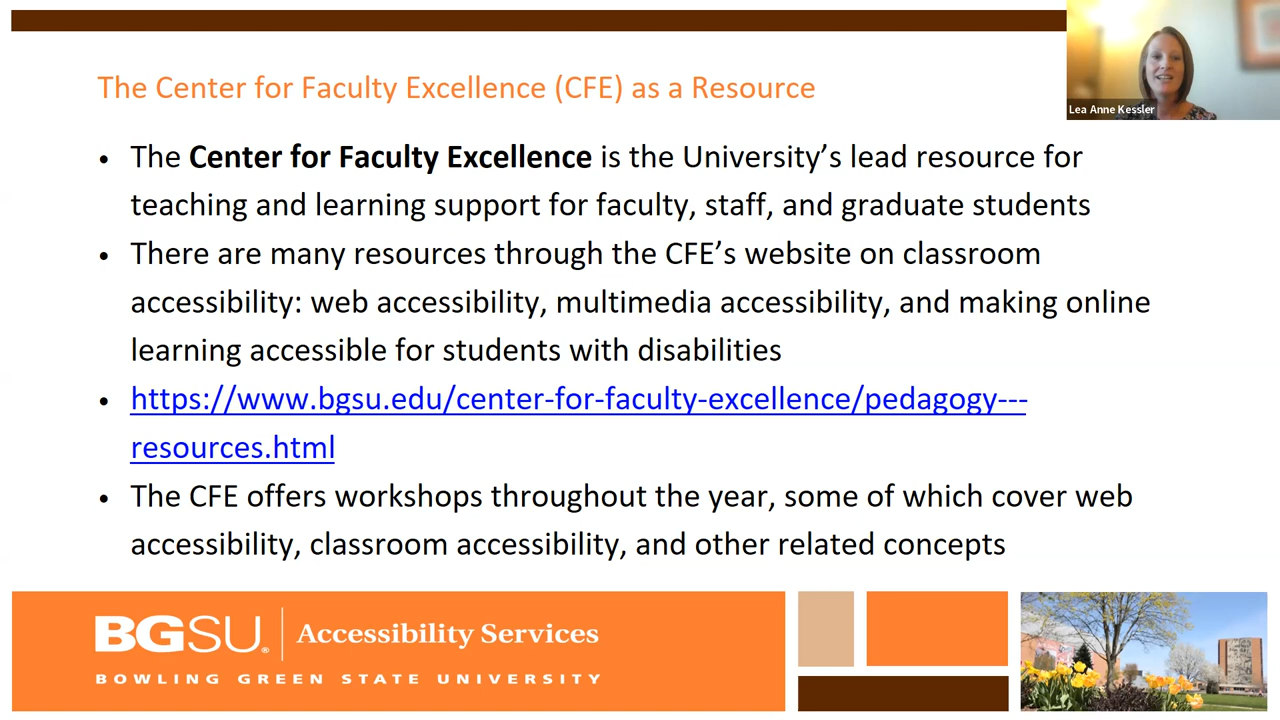 The Center for Faculty Excellence (CFE) as a Resource
Lea Anne Kessler
• The Center for Faculty Excellence is the University’s lead resource for
teaching and learning support for faculty, staff, and graduate students
• There are many resources through the CFE’s website on classroom
accessibility: web accessibility, multimedia accessibility, and making online
learning accessible for students with disabilities
• https://www.bgsu.edu/center-for-faculty-excellence/pedagogy---
resources.html
• The CFE offers workshops throughout the year, some of which cover web
accessibility, classroom accessibility, and other related concepts
BGSU® Accessibility Services
BOWLING GREEN STATE UNIVERSITY